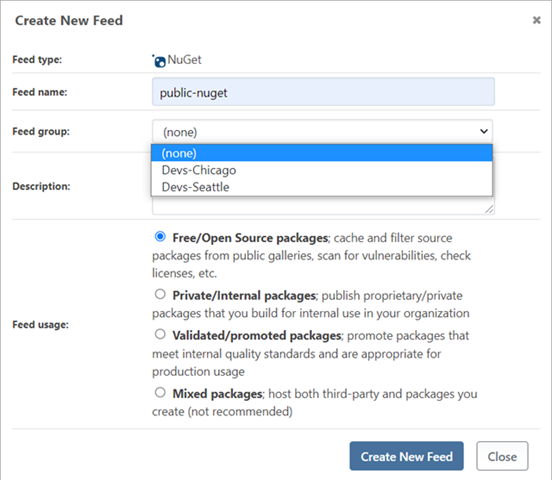 Create New Feed ✖
Feed type: NuGet
Feed name: public-nuget
Feed group: (none)
(none)
Devs-Chicago
Devs-Seattle
Description:
Free/Open Source packages; cache and filter source
packages from public galleries, scan for vulnerabilities, check
licenses, etc.
Private/Internal packages; publish proprietary/private
packages that you build for internal use in your organization
Feed usage:
Validated/promoted packages; promote packages that
meet internal quality standards and are appropriate for
production usage
Mixed packages; host both third-party and packages you
create (not recommended)
Create New Feed Close